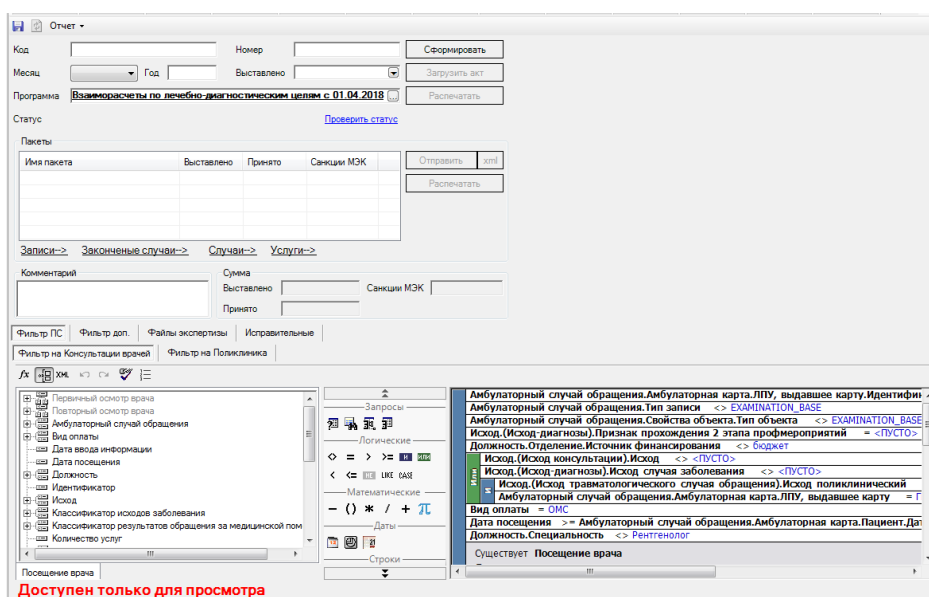 Отчет
Код Номер Сформировать
Месяц Год Выставлено Загрузить акт
Программа Взаиморасчеты по лечебно-диагностическим целям с 01.04.2018 ... Распечатать
Статус Проверить статус
Пакеты
Имя пакета Выставлено Принято Санкции МЭК Отправить xml
Распечатать
Записи--> Законченные случаи--> Случаи--> Услуги-->
Комментарий Сумма
Выставлено Санкции МЭК
Принято
Фильтр ПС Фильтр доп. Файлы экспертизы Исправительные
Фильтр на Консультации врачей Фильтр на Поликлиника
fx XML
Первичный осмотр врача
Повторный осмотр врача
Амбулаторный случай обращения
Вид оплаты
Дата ввода информации
Дата посещения
Должность
Идентификатор
Исход
Классификатор исходов заболевания
Классификатор результатов обращения за медицинской пом
Количество услуг
Посещение врача
Запросы
Логические
<> = > >= И ИЛИ
< <= НЕ LIKE CASE
Математические
− () * / + π
Даты
Строки
Амбулаторный случай обращения.Амбулаторная карта.ЛПУ, выдавшее карту.Идентифи
Амбулаторный случай обращения.Тип записи <> EXAMINATION_BASE
Амбулаторный случай обращения.Свойства объекта.Тип объекта <> EXAMINATION_BASE
Исход.(Исход-диагнозы).Признак прохождения 2 этапа профмероприятий = <ПУСТО>
Должность.Отделение.Источник финансирования <> бюджет
Или
Исход.(Исход консультации).Исход <> <ПУСТО>
Исход.(Исход-диагнозы).Исход случая заболевания <> <ПУСТО>
И
Исход.(Исход травматологического случая обращения).Исход поликлинический
Амбулаторный случай обращения.Амбулаторная карта.ЛПУ, выдавшее карту =
Вид оплаты = ОМС
Дата посещения >= Амбулаторный случай обращения.Амбулаторная карта.Пациент.Дат
Должность.Специальность <> Рентгенолог
Существует Посещение врача
Доступен только для просмотра